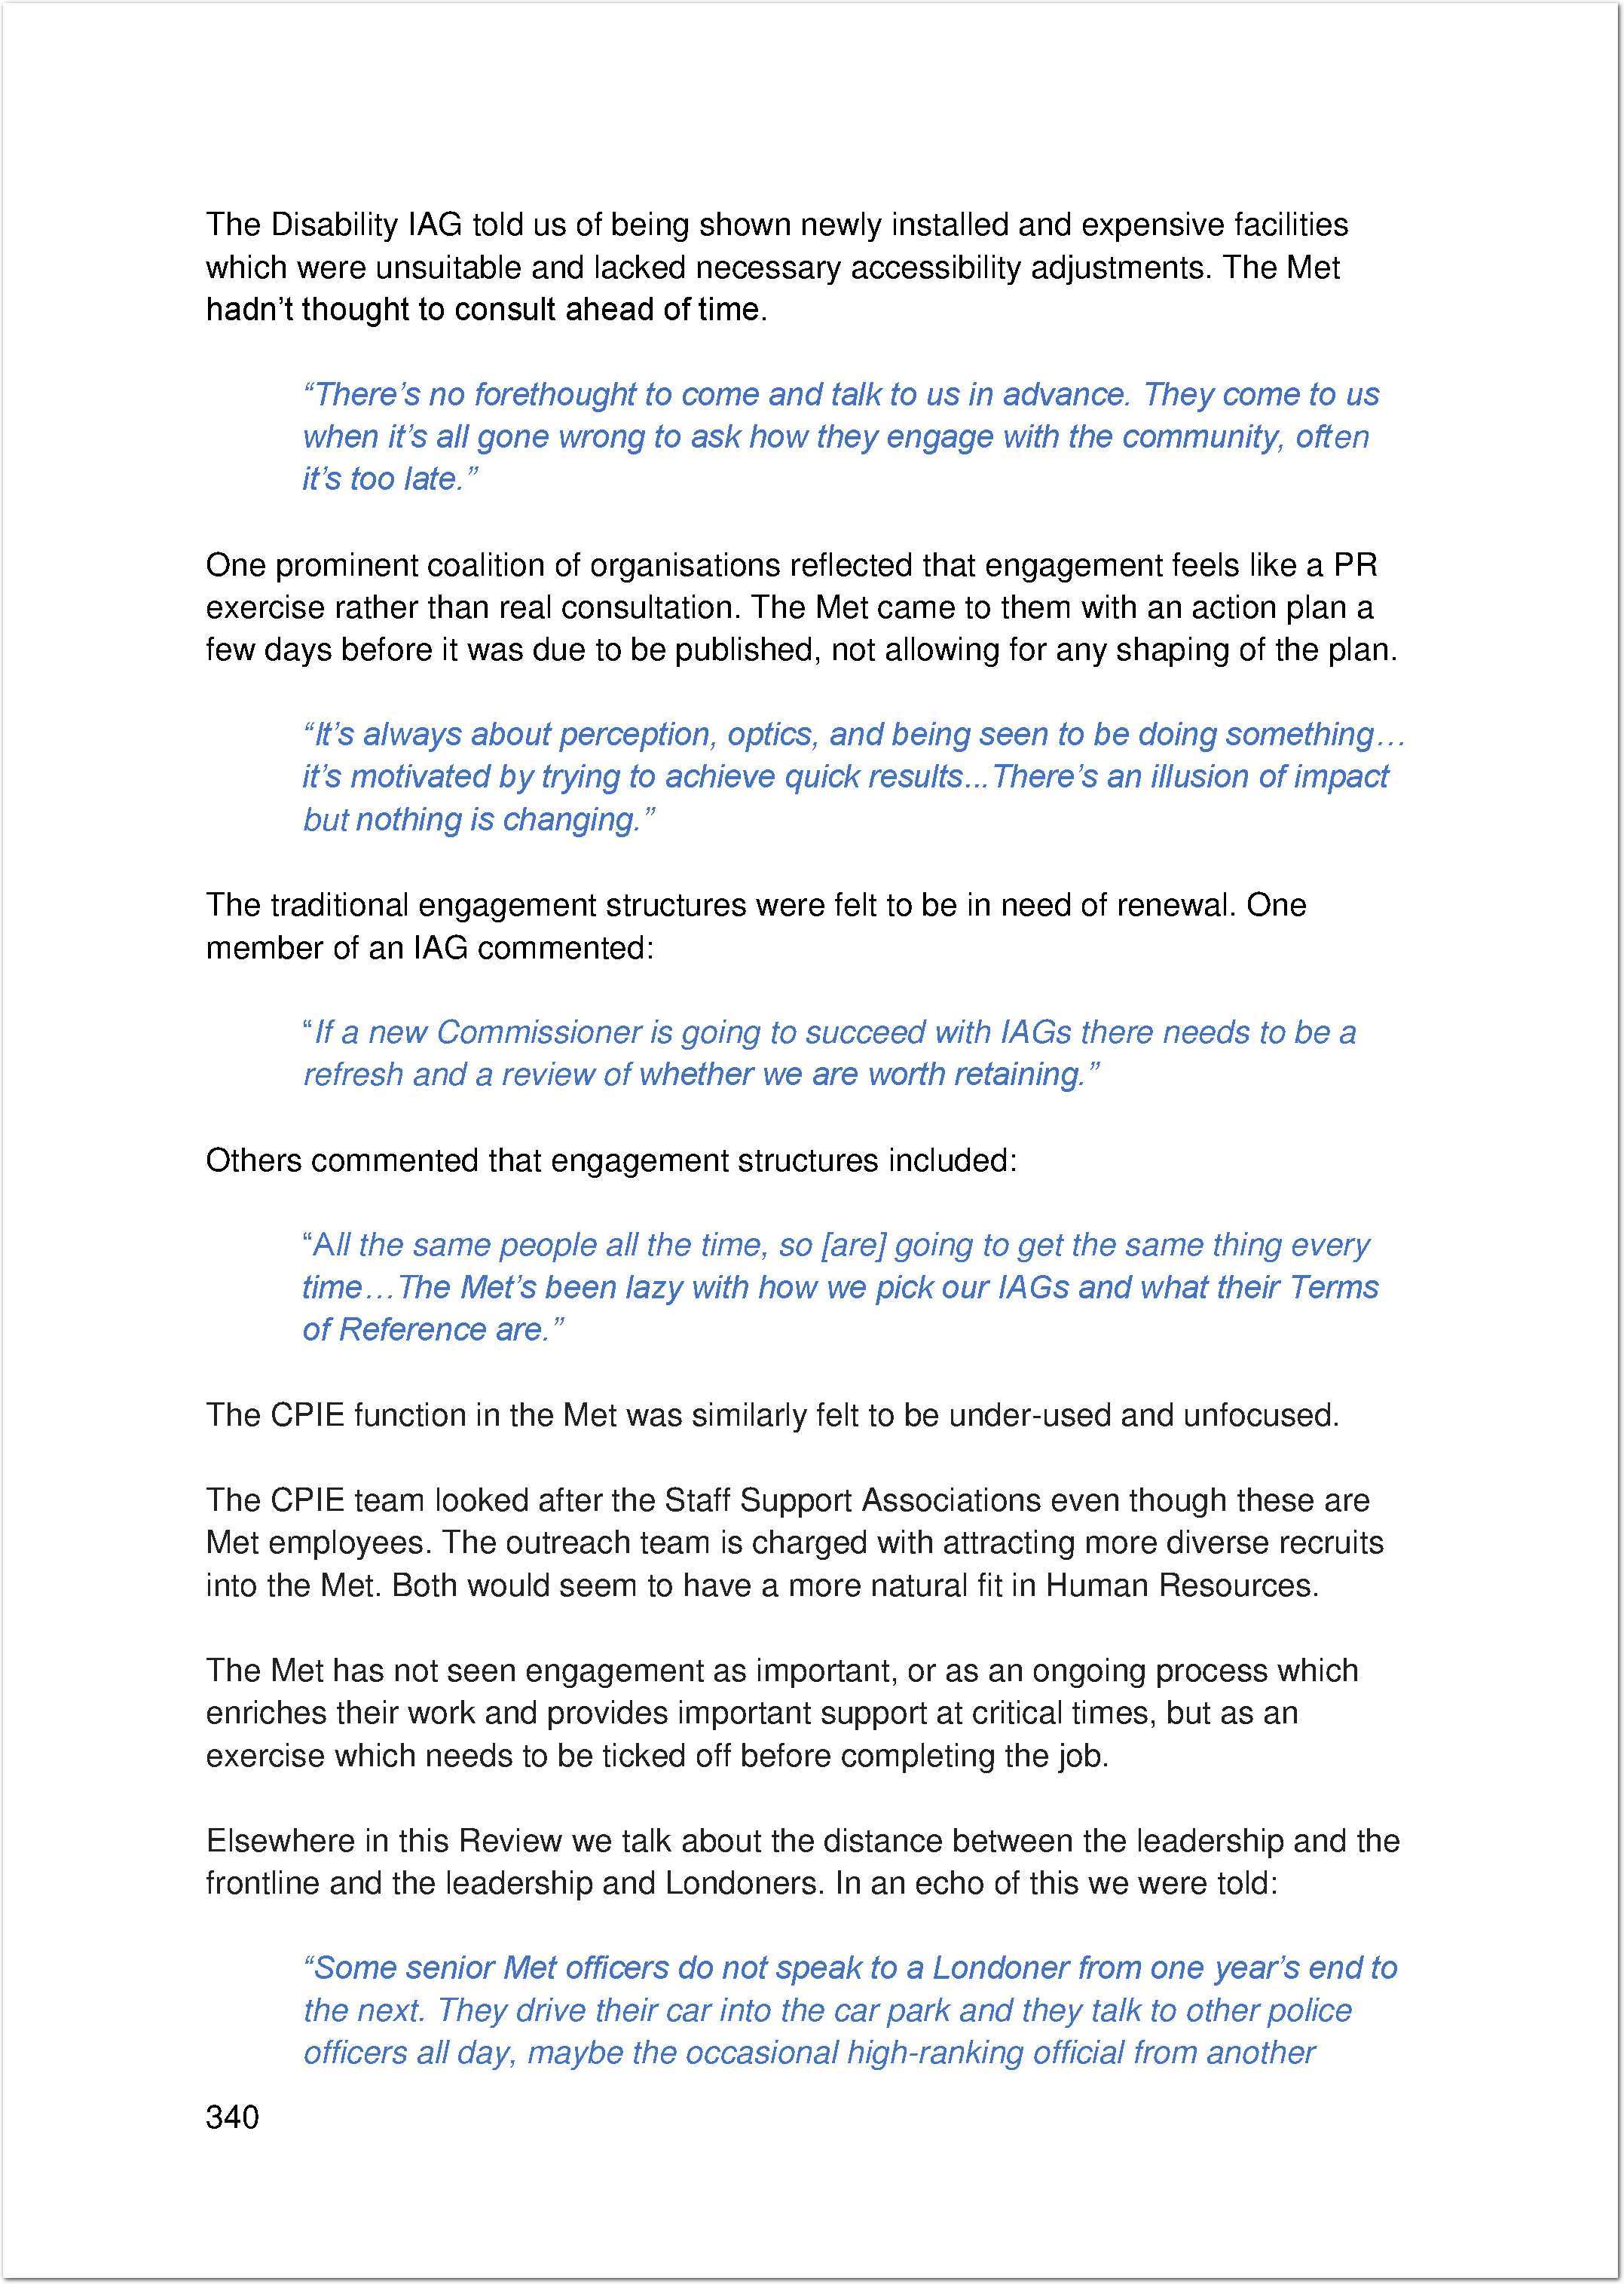 The Disability IAG told us of being shown newly installed and expensive facilities
which were unsuitable and lacked necessary accessibility adjustments. The Met
hadn’t thought to consult ahead of time.
“There’s no forethought to come and talk to us in advance. They come to us
when it’s all gone wrong to ask how they engage with the community, often
it’s too late.”
One prominent coalition of organisations reflected that engagement feels like a PR
exercise rather than real consultation. The Met came to them with an action plan a
few days before it was due to be published, not allowing for any shaping of the plan.
“It’s always about perception, optics, and being seen to be doing something…
it’s motivated by trying to achieve quick results...There’s an illusion of impact
but nothing is changing.”
The traditional engagement structures were felt to be in need of renewal. One
member of an IAG commented:
“If a new Commissioner is going to succeed with IAGs there needs to be a
refresh and a review of whether we are worth retaining.”
Others commented that engagement structures included:
“All the same people all the time, so [are] going to get the same thing every
time…The Met’s been lazy with how we pick our IAGs and what their Terms
of Reference are.”
The CPIE function in the Met was similarly felt to be under-used and unfocused.
The CPIE team looked after the Staff Support Associations even though these are
Met employees. The outreach team is charged with attracting more diverse recruits
into the Met. Both would seem to have a more natural fit in Human Resources.
The Met has not seen engagement as important, or as an ongoing process which
enriches their work and provides important support at critical times, but as an
exercise which needs to be ticked off before completing the job.
Elsewhere in this Review we talk about the distance between the leadership and the
frontline and the leadership and Londoners. In an echo of this we were told:
“Some senior Met officers do not speak to a Londoner from one year’s end to
the next. They drive their car into the car park and they talk to other police
officers all day, maybe the occasional high-ranking official from another
340